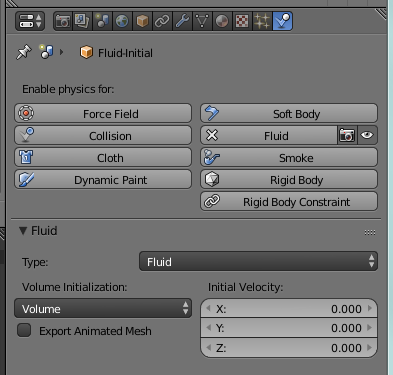 Fluid-Initial
Enable physics for:
Force Field Soft Body
Collision Fluid
Cloth Smoke
Dynamic Paint Rigid Body
Rigid Body Constraint
Fluid
Type: Fluid
Volume Initialization: Initial Velocity:
Volume X: 0.000
Export Animated Mesh Y: 0.000
Z: 0.000